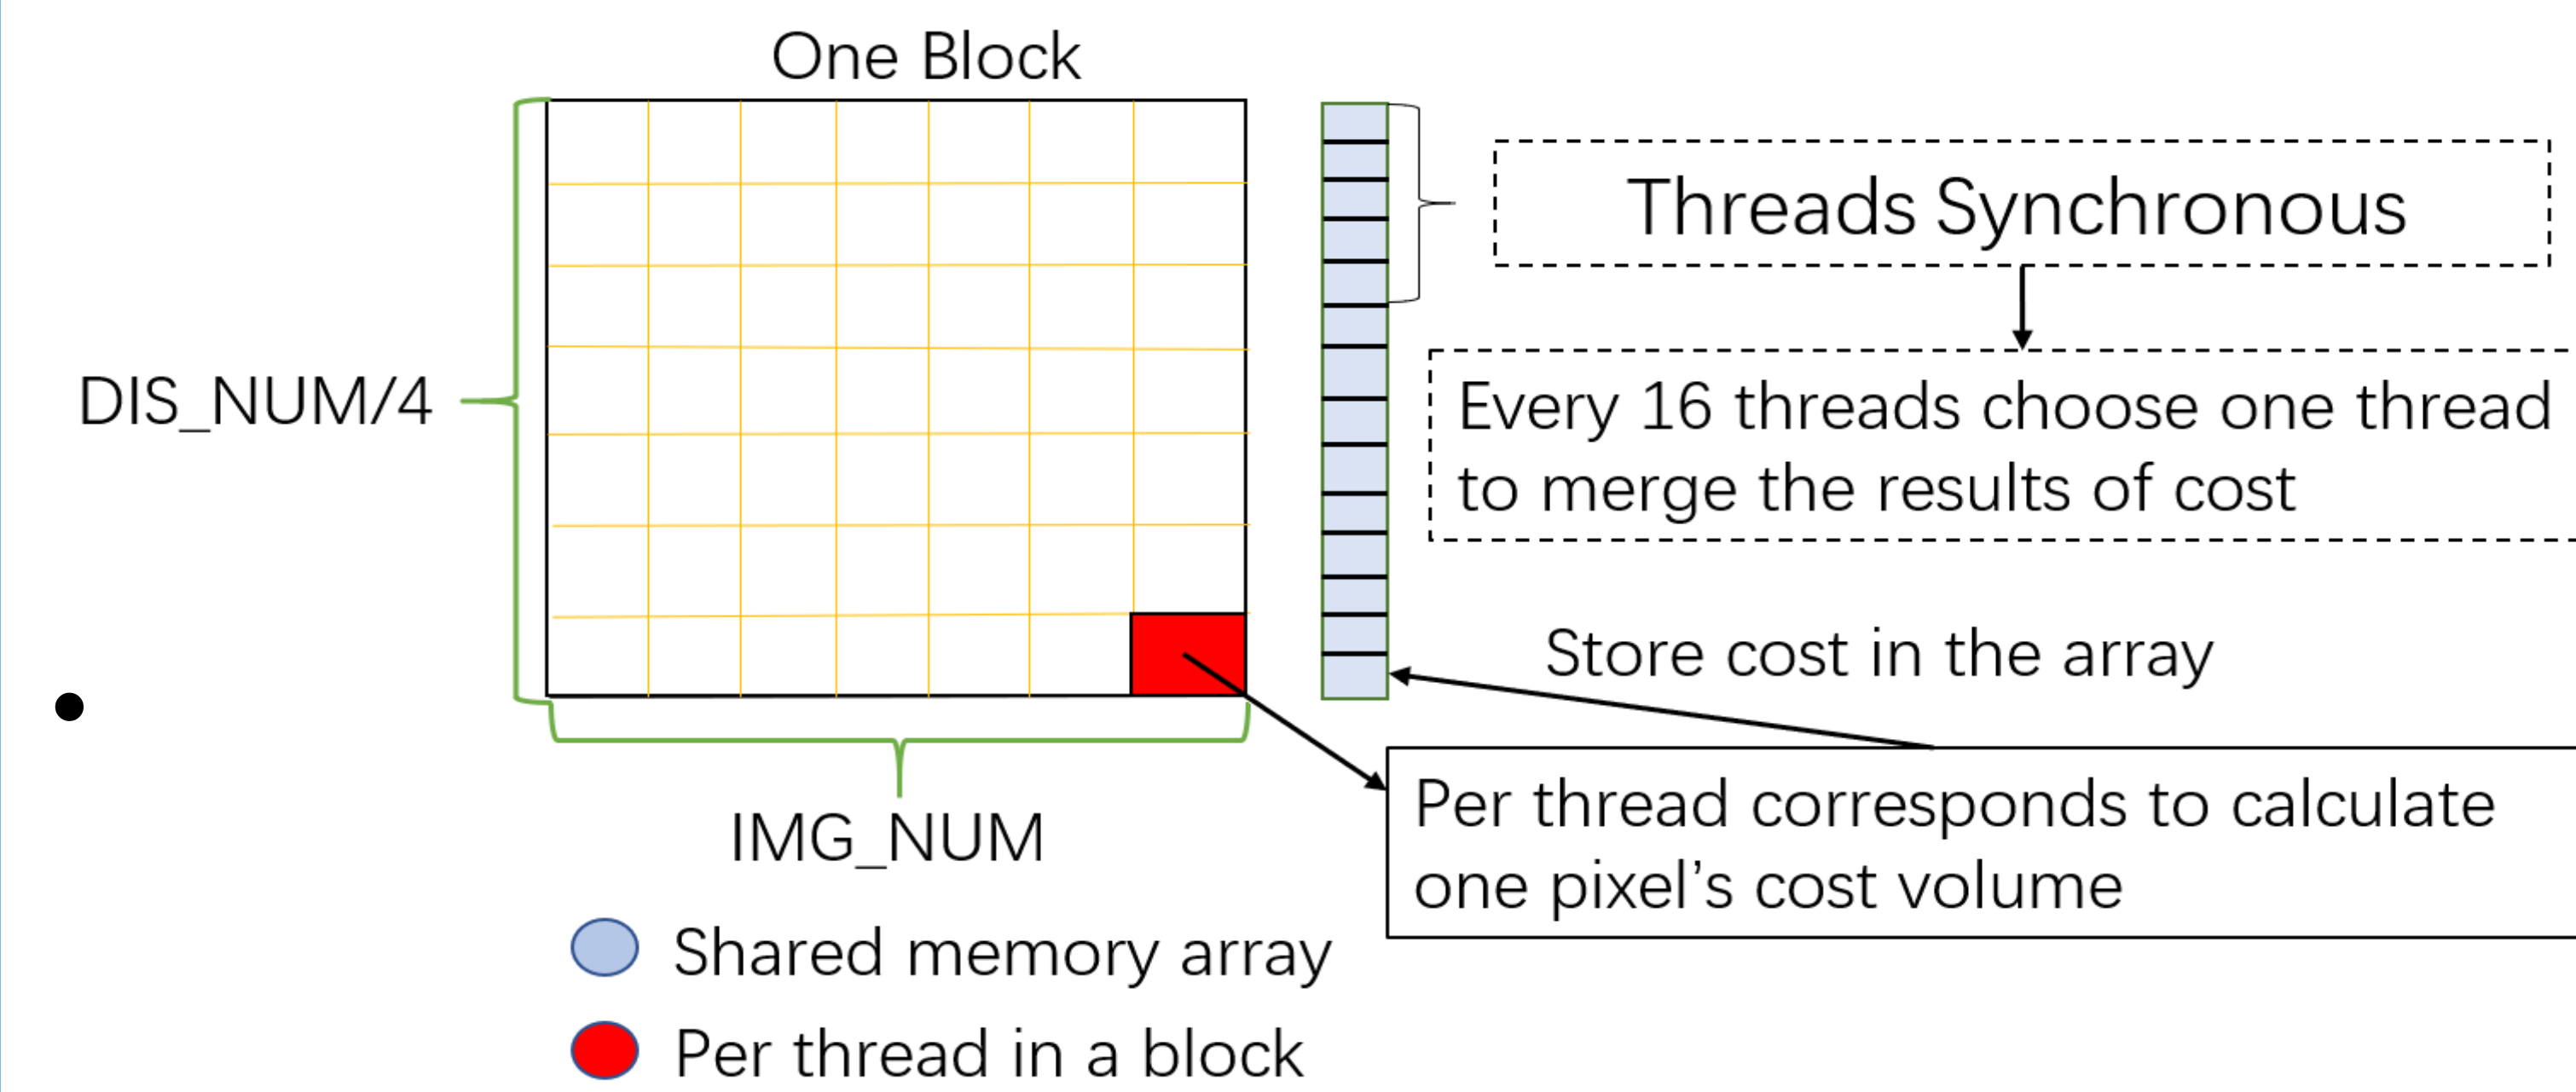 One Block
DIS_NUM/4
Threads Synchronous
Every 16 threads choose one thread
to merge the results of cost
Store cost in the array
IMG_NUM
Per thread corresponds to calculate
one pixel’s cost volume
Shared memory array
Per thread in a block